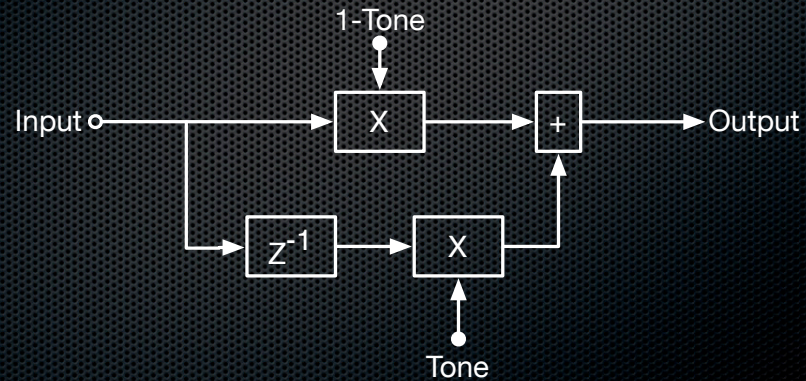 1-Tone
Input
X
+
Output
Z⁻¹
X
Tone